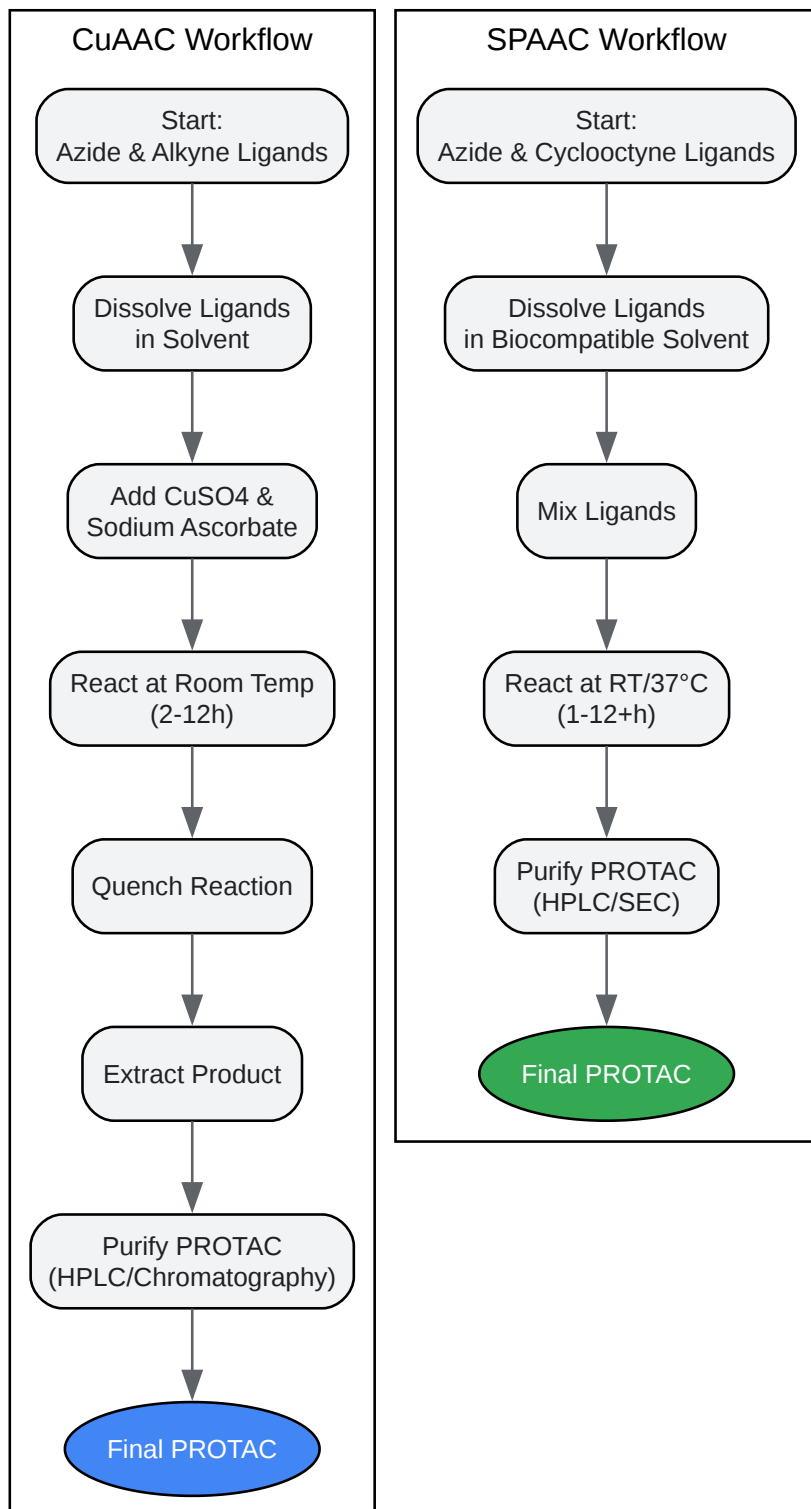 CuAAC Workflow
Start:
Azide & Alkyne Ligands
Dissolve Ligands
in Solvent
Add CuSO4 &
Sodium Ascorbate
React at Room Temp
(2-12h)
Quench Reaction
Extract Product
Purify PROTAC
(HPLC/Chromatography)
Final PROTAC
SPAAC Workflow
Start:
Azide & Cyclooctyne Ligands
Dissolve Ligands
in Biocompatible Solvent
Mix Ligands
React at RT/37°C
(1-12+h)
Purify PROTAC
(HPLC/SEC)
Final PROTAC